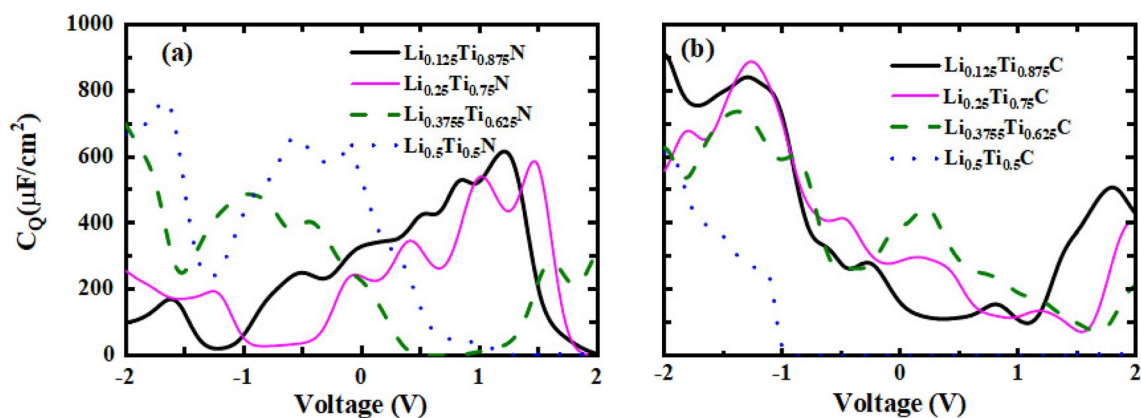 (a)
Li0.125Ti0.875N
Li0.25Ti0.75N
Li0.3755Ti0.625N
Li0.5Ti0.5N
1000
800
600
400
200
0
CQ(μF/cm2)
-2
-1
0
1
2
Voltage (V)
(b)
Li0.125Ti0.875C
Li0.25Ti0.75C
Li0.3755Ti0.625C
Li0.5Ti0.5C
-2
-1
0
1
2
Voltage (V)